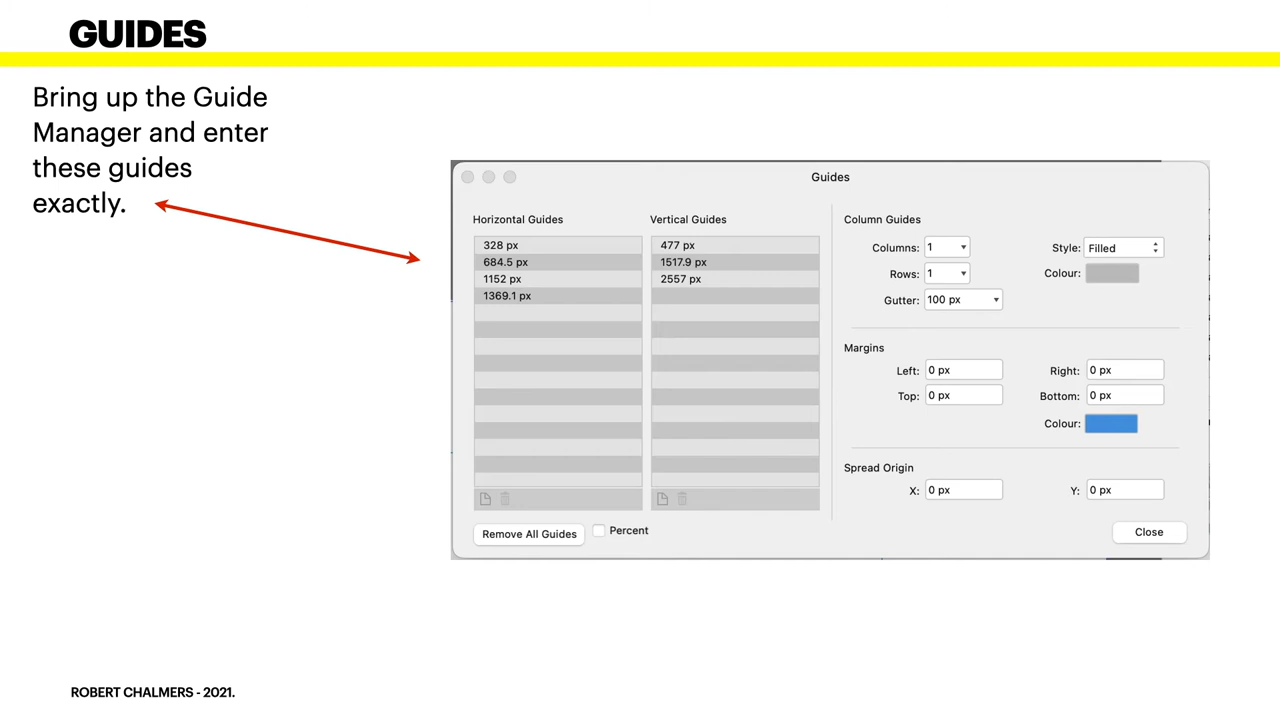 GUIDES
Bring up the Guide
Manager and enter
these guides
exactly.
Guides
Horizontal Guides
328 px
684.5 px
1152 px
1369.1 px
Vertical Guides
477 px
1517.9 px
2557 px
Remove All Guides
Percent
Column Guides
Columns: 1
Style: Filled
Rows: 1
Colour:
Gutter: 100 px
Margins
Left: 0 px
Right: 0 px
Top: 0 px
Bottom: 0 px
Colour:
Spread Origin
X: 0 px
Y: 0 px
Close
ROBERT CHALMERS - 2021.